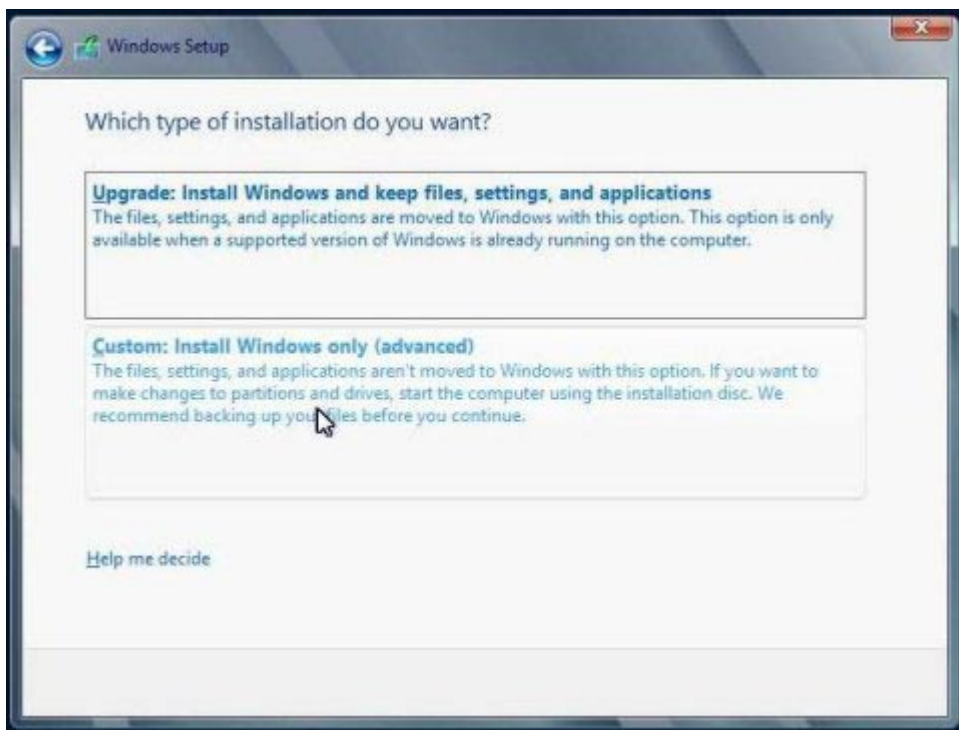 Windows Setup
Which type of installation do you want?
Upgrade: Install Windows and keep files, settings, and applications
The files, settings, and applications are moved to Windows with this option. This option is only
available when a supported version of Windows is already running on the computer.
Custom: Install Windows only (advanced)
The files, settings, and applications aren't moved to Windows with this option. If you want to
make changes to partitions and drives, start the computer using the installation disc. We
recommend backing up your files before you continue.
Help me decide